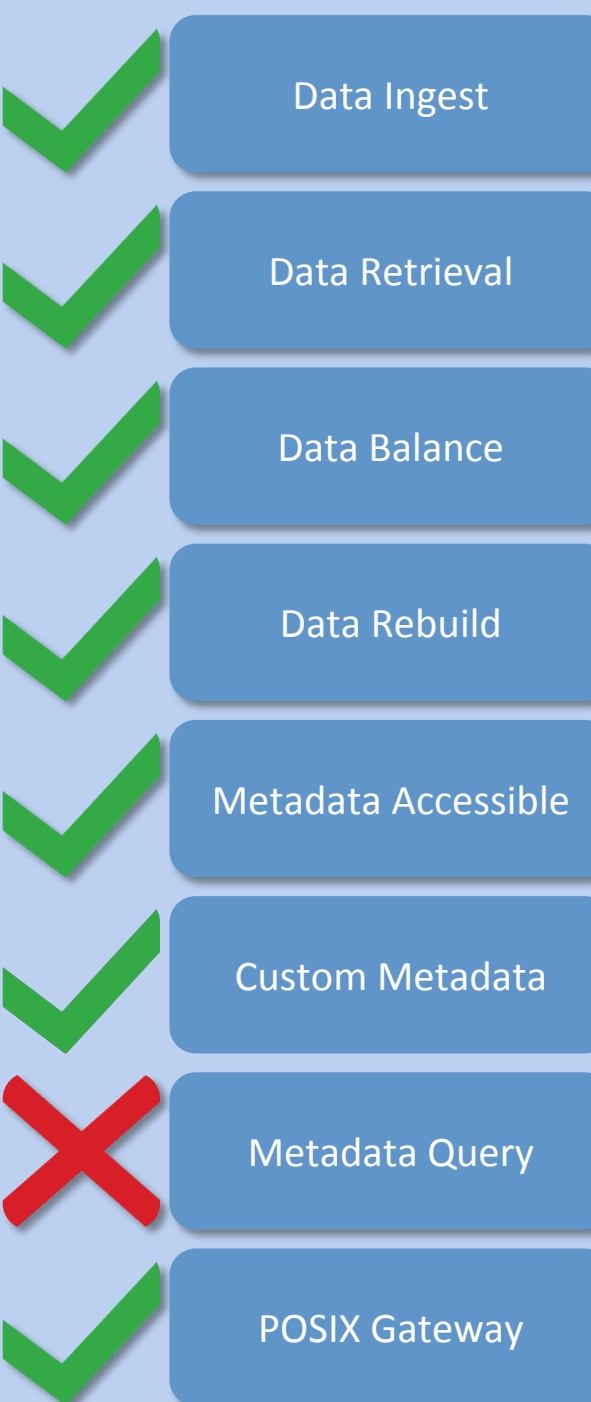 Data Ingest
Data Retrieval
Data Balance
Data Rebuild
Metadata Accessible
Custom Metadata
Metadata Query
POSIX Gateway